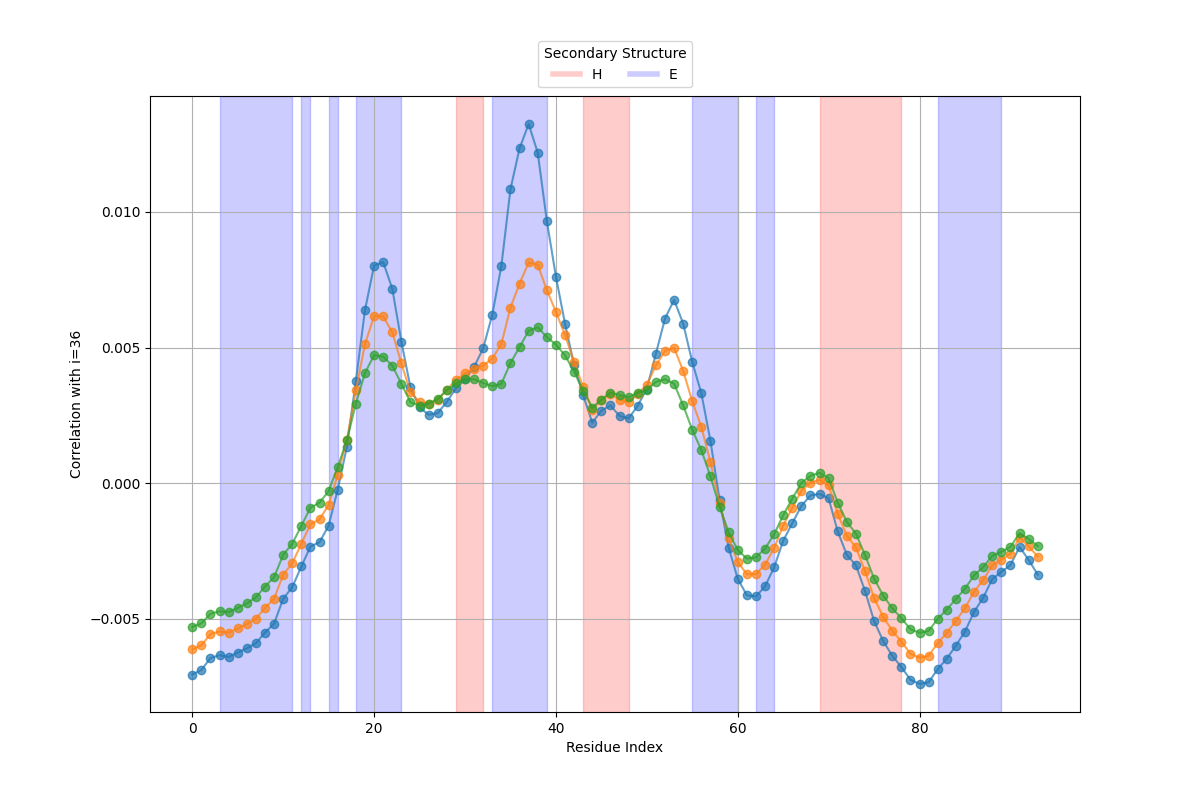 Secondary Structure
H E
0.010
0.005
0.000
−0.005
Correlation with i=36
0 20 40 60 80
Residue Index